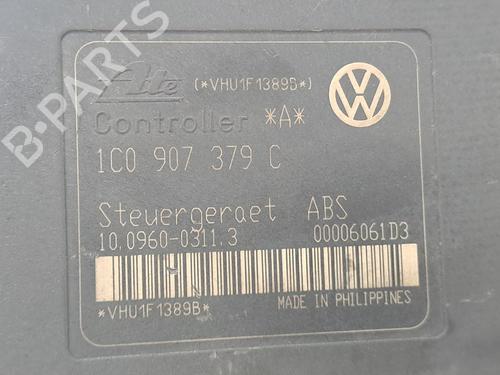 B-PARTS
Ate (*VHU1F1389B*)
Controller *A*
1C0 907 379 C
Steuergeraet ABS
10.0960-0311.3 00006061D3
*VHU1F1389B* MADE IN PHILIPPINES